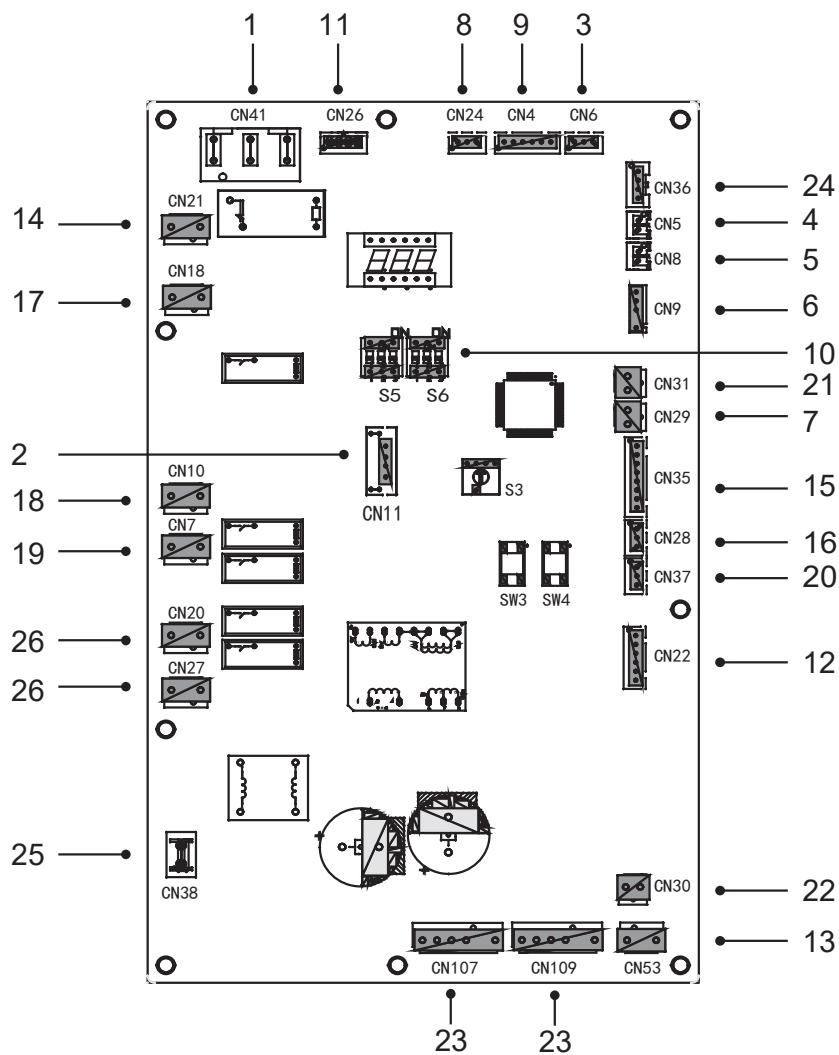 1 11 8 9 3
CN41 CN26 CN24 CN4 CN6
CN36 24
CN21 CN5 4
14 CN8 5
CN18
17 CN9 6
ON ON
10
S5 S6
CN31 21
CN29 7
2
CN10 CN35 15
18 CN11 S3
CN7
19 CN28 16
CN37 20
SW3 SW4
CN20
26
CN27 CN22 12
26
25 CN30 22
CN38
13
CN107 CN109 CN53
23 23